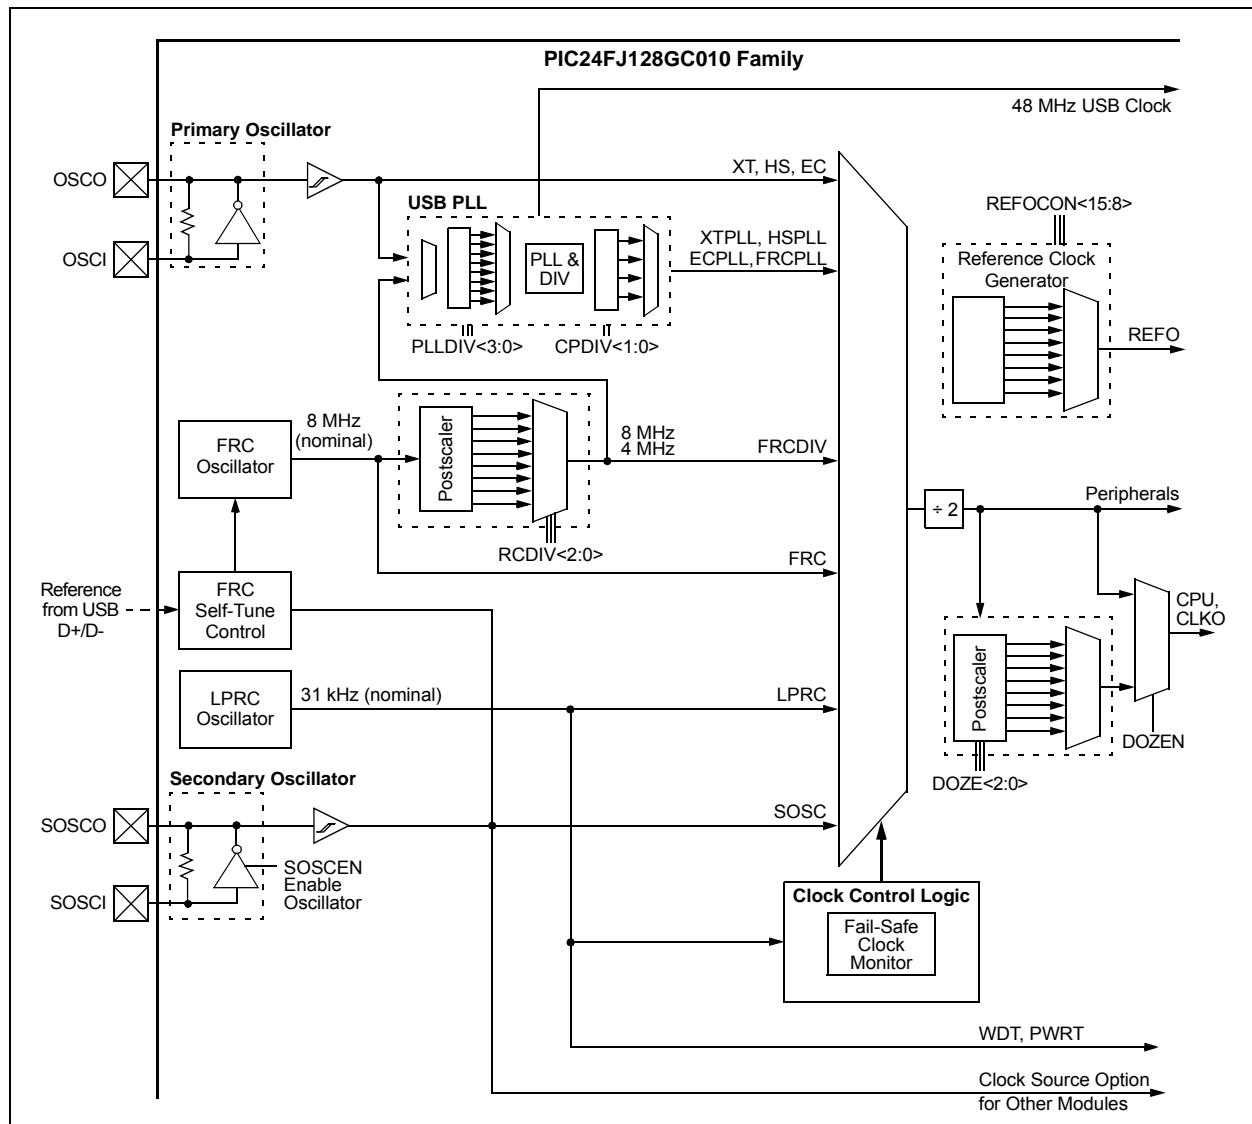 PIC24FJ128GC010 Family
48 MHz USB Clock
Primary Oscillator
OSCO
OSCI
XT, HS, EC
USB PLL
PLL &
DIV
XTPLL, HSPLL
ECPLL, FRCPLL
PLLDIV<3:0>
CPDIV<1:0>
REFOCON<15:8>
Reference Clock
Generator
REFO
FRC
Oscillator
8 MHz
(nominal)
Postscaler
8 MHz
4 MHz
FRCDIV
RCDIV<2:0>
÷ 2
Peripherals
FRC
Reference
from USB
D+/D-
FRC
Self-Tune
Control
CPU,
CLKO
Postscaler
DOZEN
DOZE<2:0>
LPRC
Oscillator
31 kHz (nominal)
LPRC
Secondary Oscillator
SOSCO
SOSCI
SOSCEN
Enable
Oscillator
SOSC
Clock Control Logic
Fail-Safe
Clock
Monitor
WDT, PWRT
Clock Source Option
for Other Modules